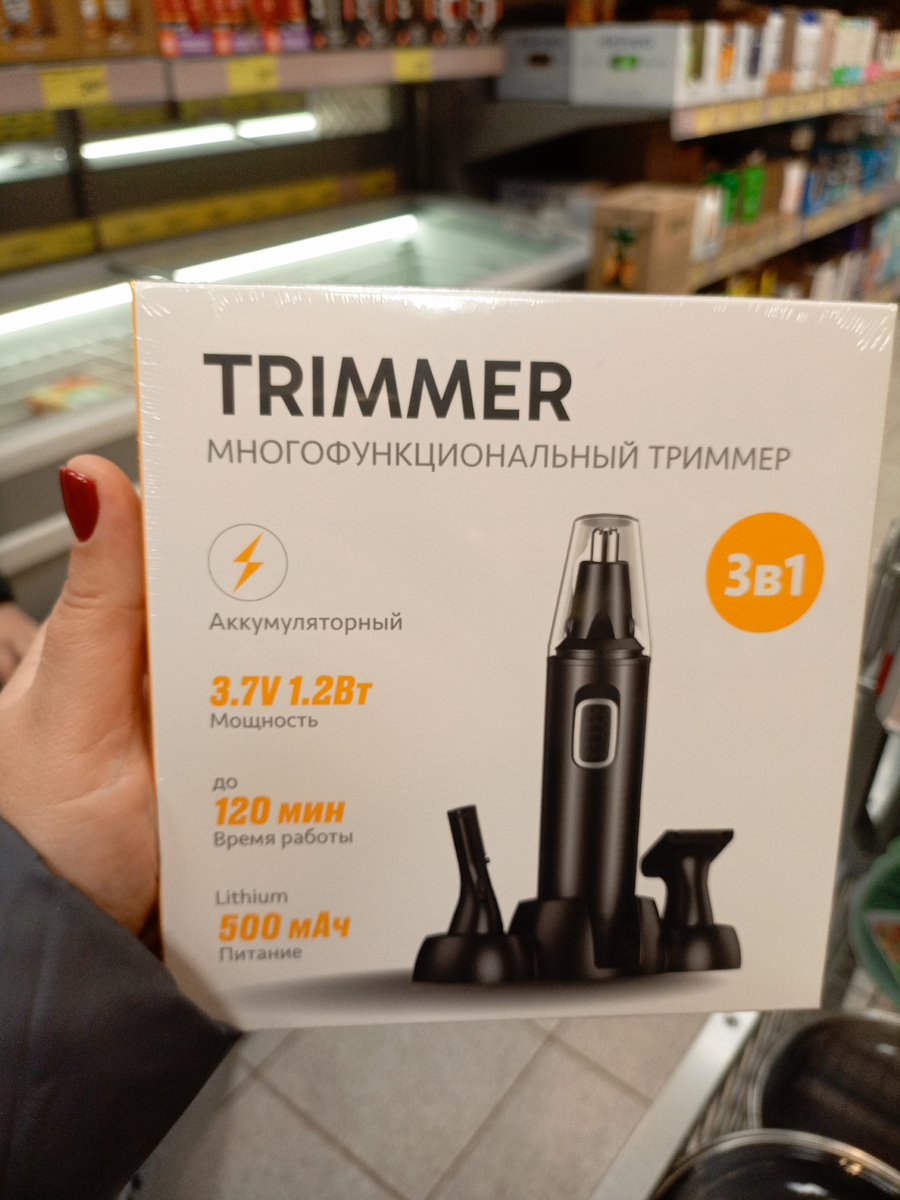 TRIMMER
МНОГОФУНКЦИОНАЛЬНЫЙ ТРИММЕР
3в1
Аккумуляторный
3.7V 1.2Вт
Мощность
до
120 мин
Время работы
Lithium
500 мАч
Питание